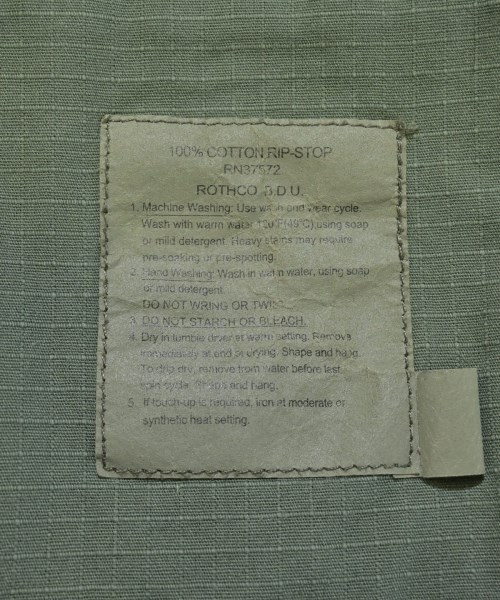 100% COTTON RIP-STOP
RN37572
ROTHCO B.D.U.
1. Machine Washing: Use wash and wear cycle.
Wash with warm water (40°C),using soap
or mild detergent. Heavy stains may require
pre-soaking or pre-spotting.
2. Hand Washing: Wash in warm water, using soap
or mild detergent.
DO NOT WRING OR TWIST.
3. DO NOT STARCH OR BLEACH.
4. Dry in tumble dryer at warm setting. Remove
immediately at end of drying. Shape and hang.
To drip dry, remove from water before last
spin cycle. Shape and hang.
5. If touch-up is required, iron at moderate or
synthetic heat setting.